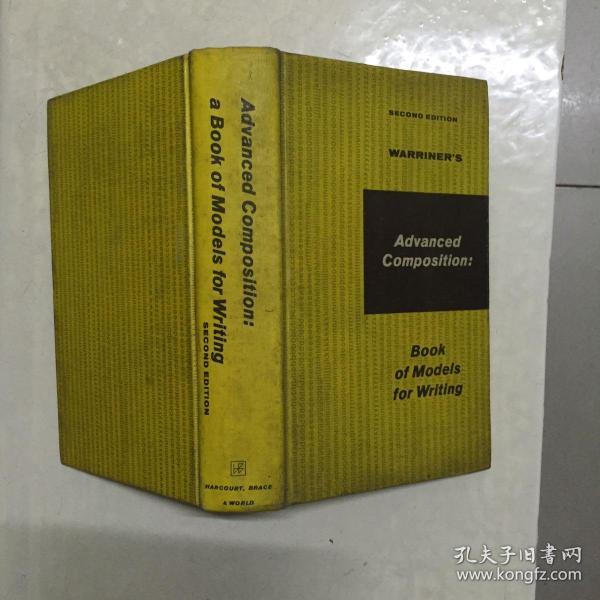 Advanced Composition:
a Book of Models for Writing
SECOND EDITION
HARCOURT, BRACE
& WORLD
SECOND EDITION
WARRINER'S
Advanced
Composition:
Book
of Models
for Writing
孔夫子旧书网
www.kongfz.com